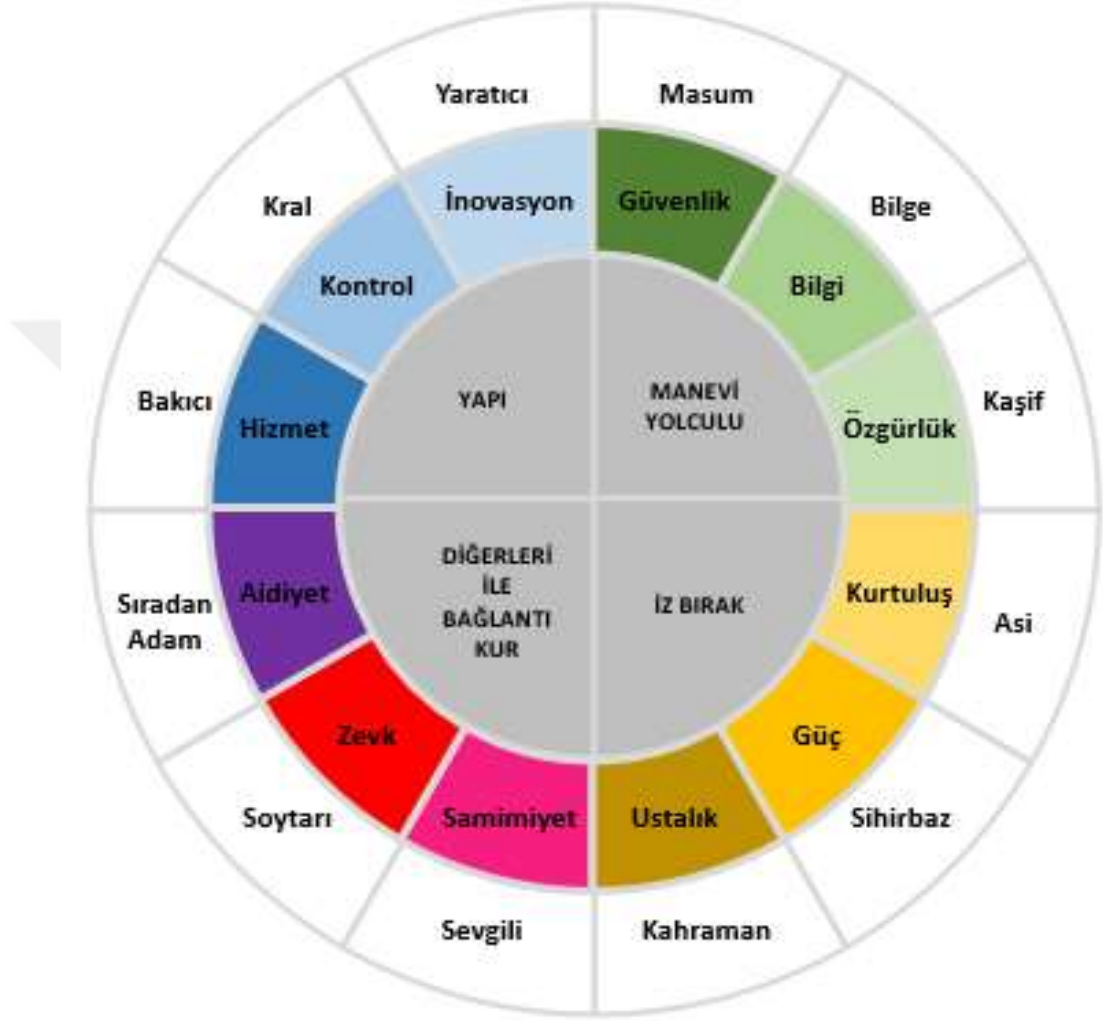 Yaratıcı
Masum
Kral
Bilge
Bakıcı
Kaşif
Sıradan
Adam
Asi
Soytarı
Sihirbaz
Sevgili
Kahraman
İnovasyon
Güvenlik
Kontrol
Bilgi
Hizmet
Özgürlük
Aidiyet
Kurtuluş
Zevk
Güç
Samimiyet
Ustalık
YAPI
MANEVİ
YOLCULU
DİĞERLERİ
İLE
BAĞLANTI
KUR
İZ BIRAK